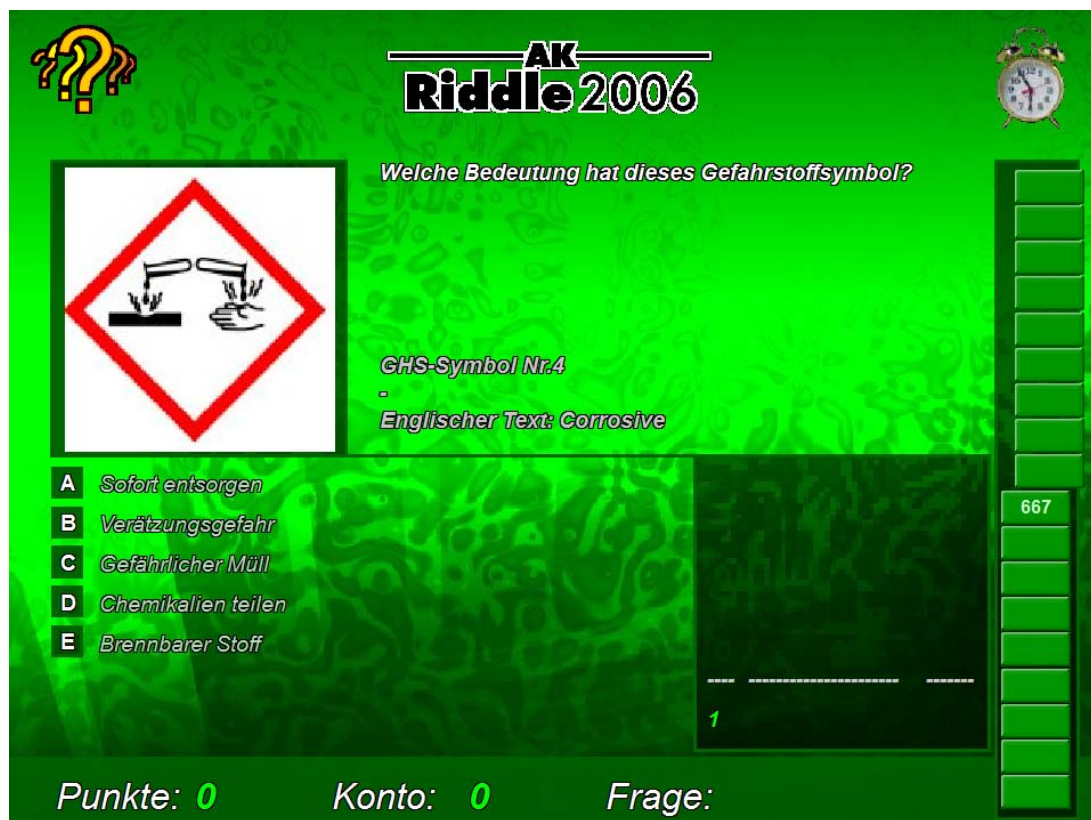 AK
Riddle 2006
Welche Bedeutung hat dieses Gefahrstoffsymbol?
GHS-Symbol Nr.4
-
Englischer Text: Corrosive
A Sofort entsorgen
B Verätzungsgefahr
C Gefährlicher Müll
D Chemikalien teilen
E Brennbarer Stoff
667
---- ---------------------- -------
1
Punkte: 0 Konto: 0 Frage: